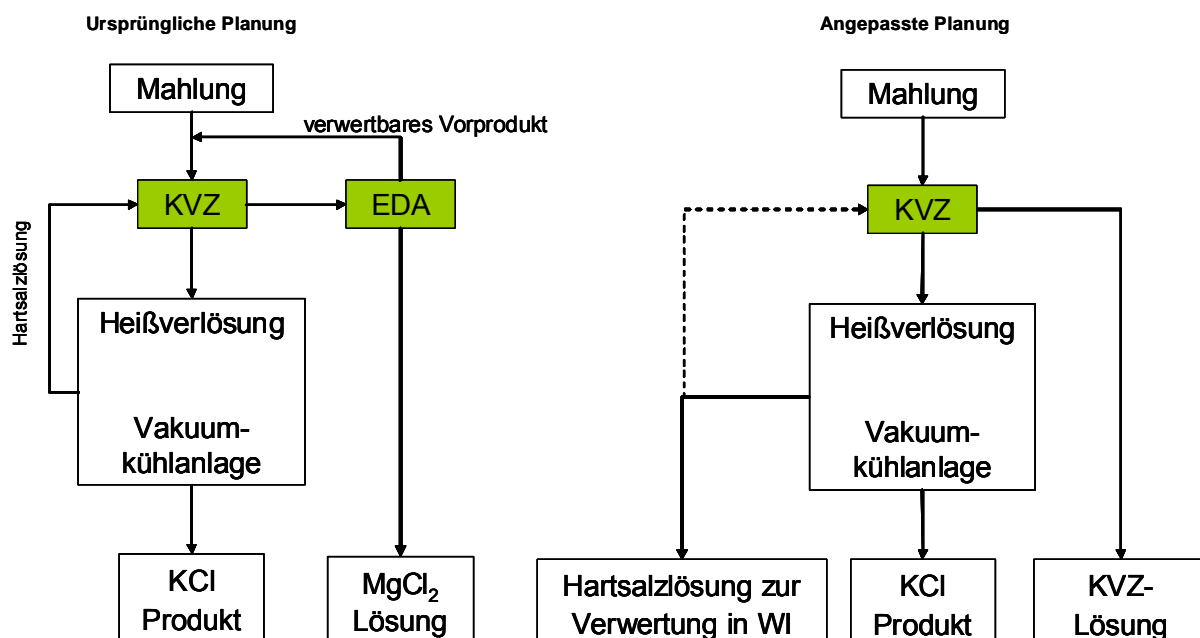 Ursprüngliche Planung
Mahlung
verwertbares Vorprodukt
KVZ
EDA
Hartsalzlösung
Heißverlösung
Vakuum-
kühlanlage
KCl
Produkt
MgCl₂
Lösung
Angepasste Planung
Mahlung
KVZ
Heißverlösung
Vakuum-
kühlanlage
Hartsalzlösung zur
Verwertung in WI
KCl
Produkt
KVZ-
Lösung